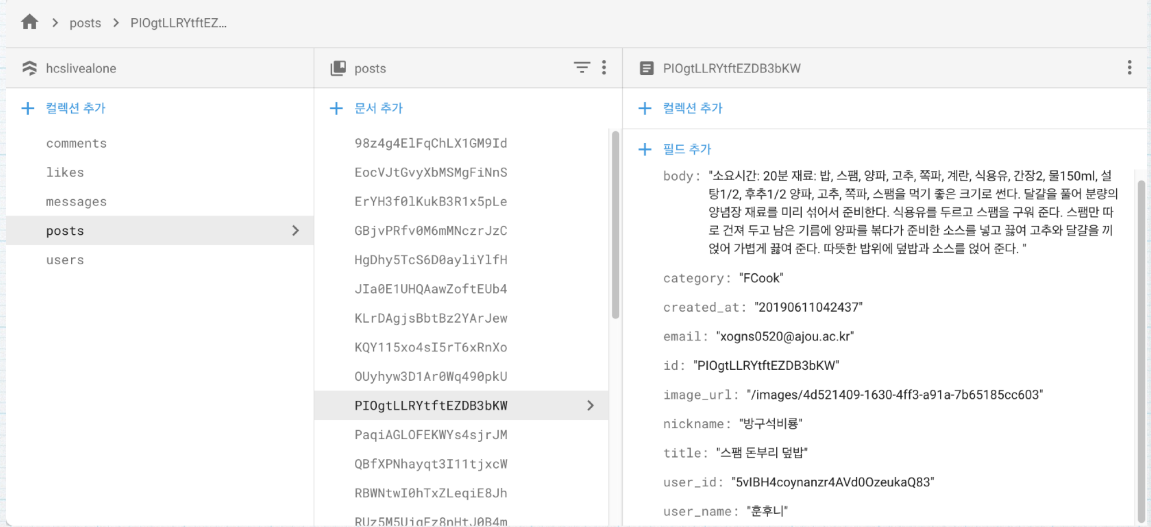 posts > PIOgtLLRYtftEZ...
hcslivealone
posts
PIOgtLLRYtftEZDB3bKW
+ 컬렉션 추가
+ 문서 추가
+ 컬렉션 추가
comments
likes
messages
posts
users
98z4g4ElFqChLX1GM9Id
EocVJtGvyXbMSMgFiNnS
ErYH3f0lKukB3R1x5pLe
GBjvPRfv0M6mMNczrJzC
HgDhy5TcS6D0ayliYlfH
JIa0E1UHQAawZoftEUb4
KLrDAgjsBbtBz2YArJew
KQY115xo4sI5rT6xRnXo
OUyhyw3D1Ar0Wq490pkU
PIOgtLLRYtftEZDB3bKW
PaqiAGLOFEKWYs4sjrJM
QBfXPNhayqt3I11tjxcW
RBWNtwI0hTxZLeqiE8Jh
+ 필드 추가
body: "소요시간: 20분 재료: 밥, 스팸, 양파, 고추, 쪽파, 계란, 식용유, 간장2, 물150ml, 설
탕1/2, 후추1/2 양파, 고추, 쪽파, 스팸을 먹기 좋은 크기로 썬다. 달걀을 풀어 분량의
양념장 재료를 미리 섞어서 준비한다. 식용유를 두르고 스팸을 구워 준다. 스팸만 따
로 건져 두고 남은 기름에 양파를 볶다가 준비한 소스를 넣고 끓여 고추와 달걀을 끼
얹어 가볍게 끓여 준다. 따뜻한 밥위에 덮밥과 소스를 얹어 준다. "
category: "FCook"
created_at: "20190611042437"
email: "xogns0520@ajou.ac.kr"
id: "PIOgtLLRYtftEZDB3bKW"
image_url: "/images/4d521409-1630-4ff3-a91a-7b65185cc603"
nickname: "방구석비룡"
title: "스팸 돈부리 덮밥"
user_id: "5vIBH4coynanzr4AVd0OzeukaQ83"
user_name: "훈후니"